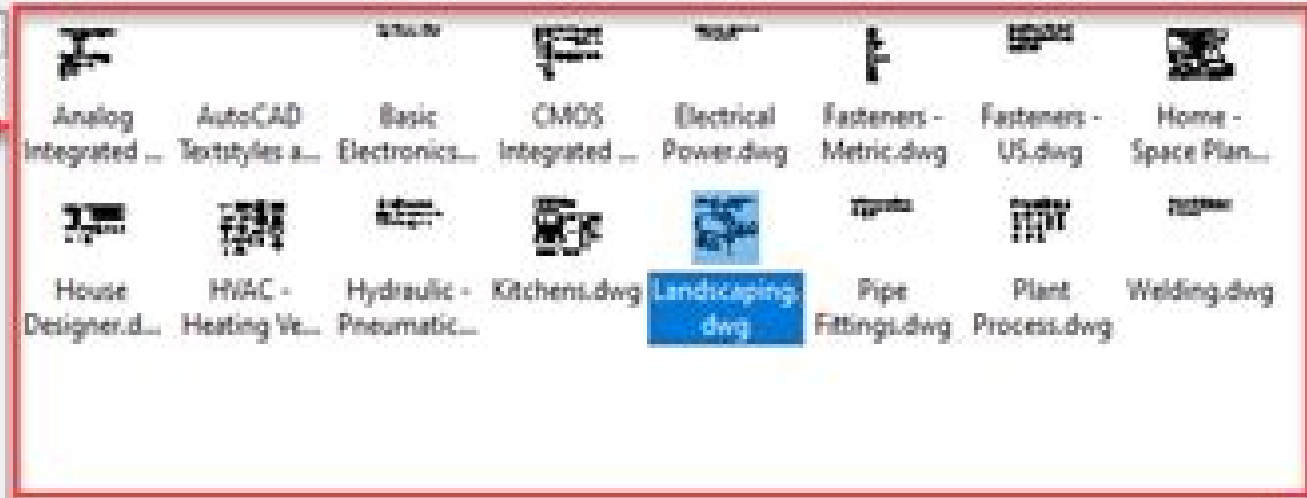 Analog
Integrated ...
AutoCAD
Textstyles a...
Basic
Electronics...
CMOS
Integrated ...
Electrical
Power.dwg
Fasteners -
Metric.dwg
Fasteners -
US.dwg
Home -
Space Plan...
House
Designer.d...
HVAC -
Heating Ve...
Hydraulic -
Pneumatic...
Kitchens.dwg
Landscaping.
dwg
Pipe
Fittings.dwg
Plant
Process.dwg
Welding.dwg